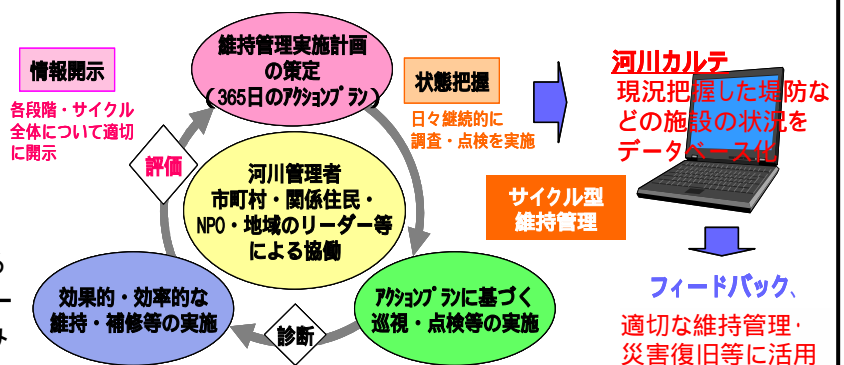 維持管理実施計画
の策定
(365日のアクションプラン)
情報開示
各段階・サイクル
全体について適切
に開示
評価
状態把握
日々継続的に
調査・点検を実施
河川管理者
市町村・関係住民・
NPO・地域のリーダー等
による協働
サイクル型
維持管理
効果的・効率的な
維持・補修等の実施
診断
アクションプランに基づく
巡視・点検等の実施
河川カルテ
現況把握した堤防な
どの施設の状況を
データベース化
フィードバック、
適切な維持管理・
災害復旧等に活用